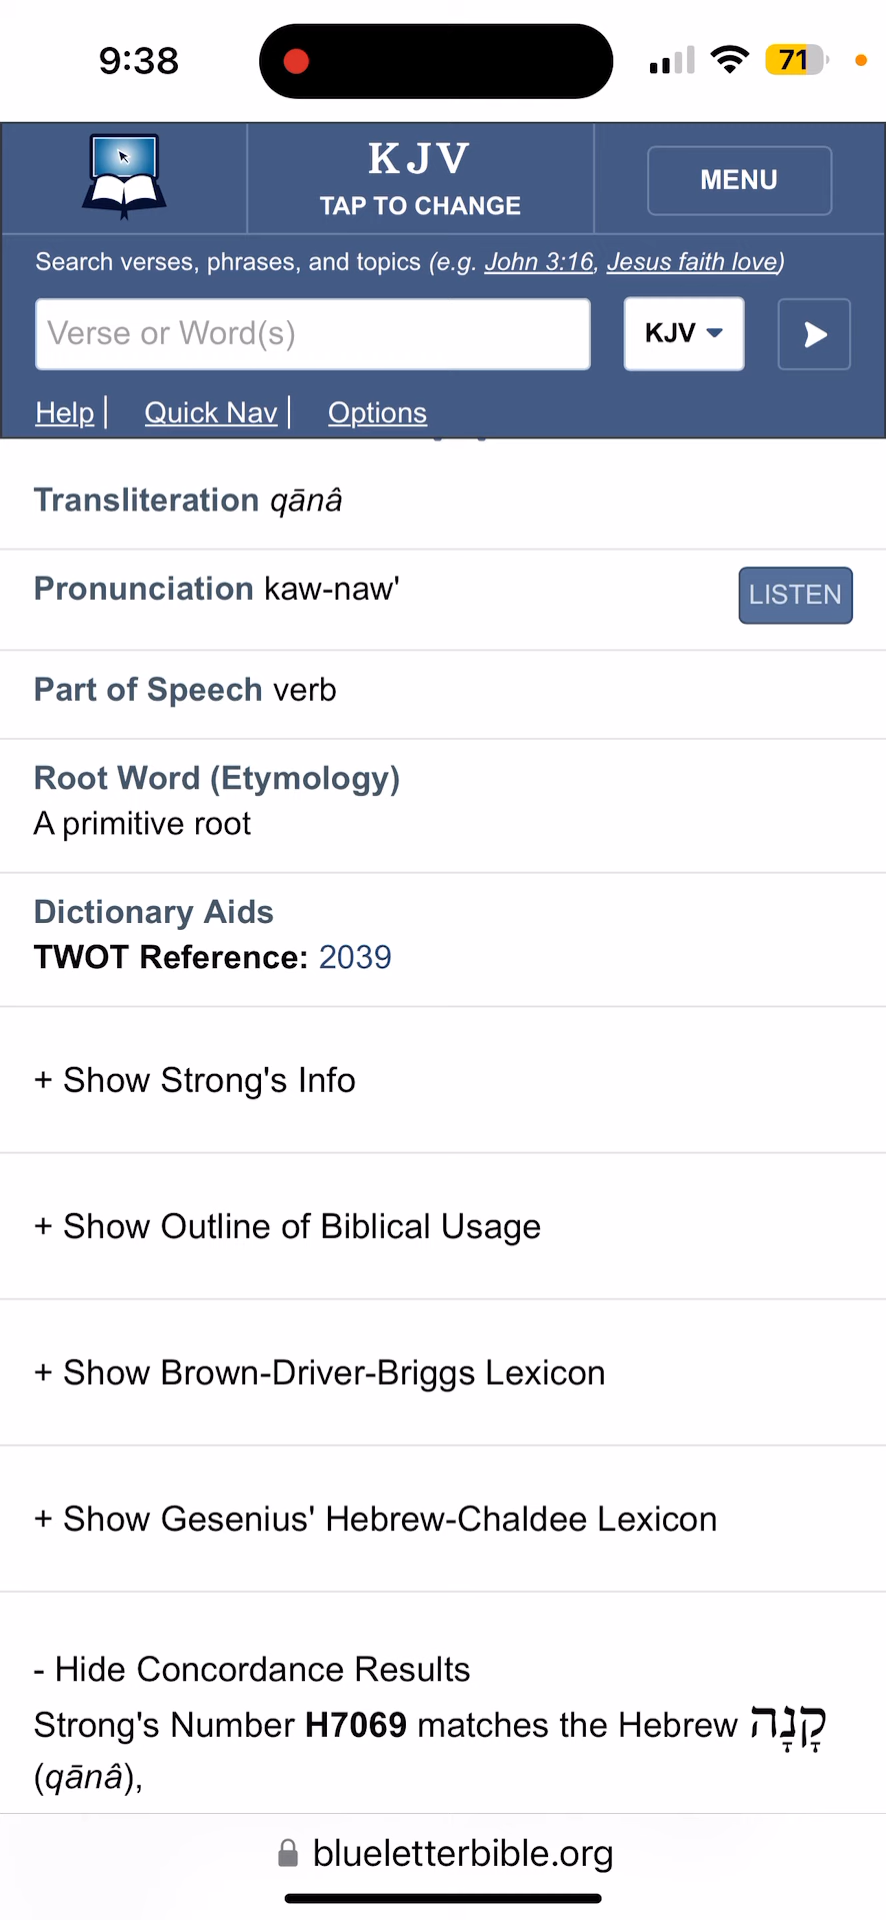 9:38
71
KJV
TAP TO CHANGE
MENU
Search verses, phrases, and topics (e.g. John 3:16, Jesus faith love)
Verse or Word(s)
KJV
Help | Quick Nav | Options
Transliteration qānâ
Pronunciation kaw-naw'
LISTEN
Part of Speech verb
Root Word (Etymology)
A primitive root
Dictionary Aids
TWOT Reference: 2039
+ Show Strong's Info
+ Show Outline of Biblical Usage
+ Show Brown-Driver-Briggs Lexicon
+ Show Gesenius' Hebrew-Chaldee Lexicon
- Hide Concordance Results
Strong's Number H7069 matches the Hebrew קָנָה
(qānâ),
blueletterbible.org